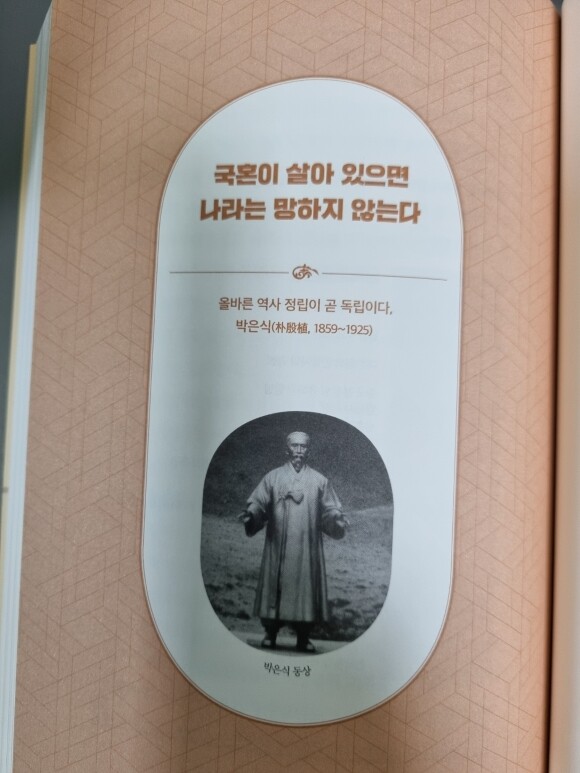 국혼이 살아 있으면
나라는 망하지 않는다
올바른 역사 정립이 곧 독립이다,
박은식(朴殷植, 1859~1925)
박은식 동상